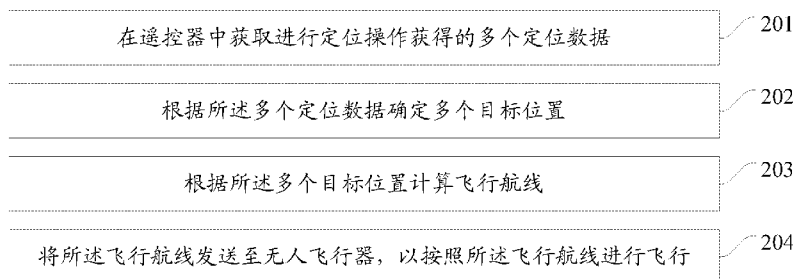 在遥控器中获取进行定位操作获得的多个定位数据 201
根据所述多个定位数据确定多个目标位置 202
根据所述多个目标位置计算飞行航线 203
将所述飞行航线发送至无人飞行器，以按照所述飞行航线进行飞行 204